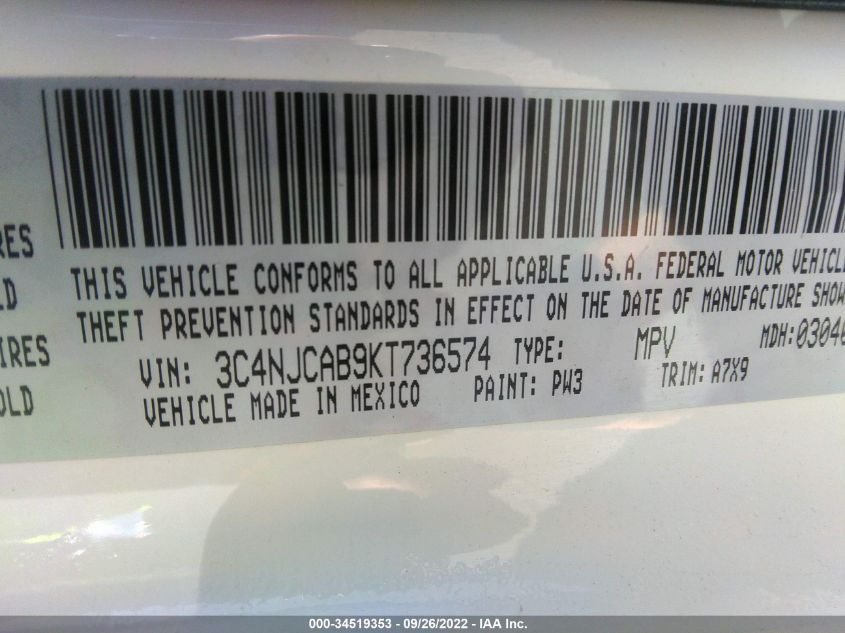 RES
LD
IRES
OLD
THIS VEHICLE CONFORMS TO ALL APPLICABLE U.S.A. FEDERAL MOTOR VEHICLE
THEFT PREVENTION STANDARDS IN EFFECT ON THE DATE OF MANUFACTURE SHOW
VIN: 3C4NJCAB9KT736574 TYPE: MPV MDH:03040
VEHICLE MADE IN MEXICO PAINT: PW3 TRIM: A7X9
000-34519353 / 09/26/2022 - IAA Inc.